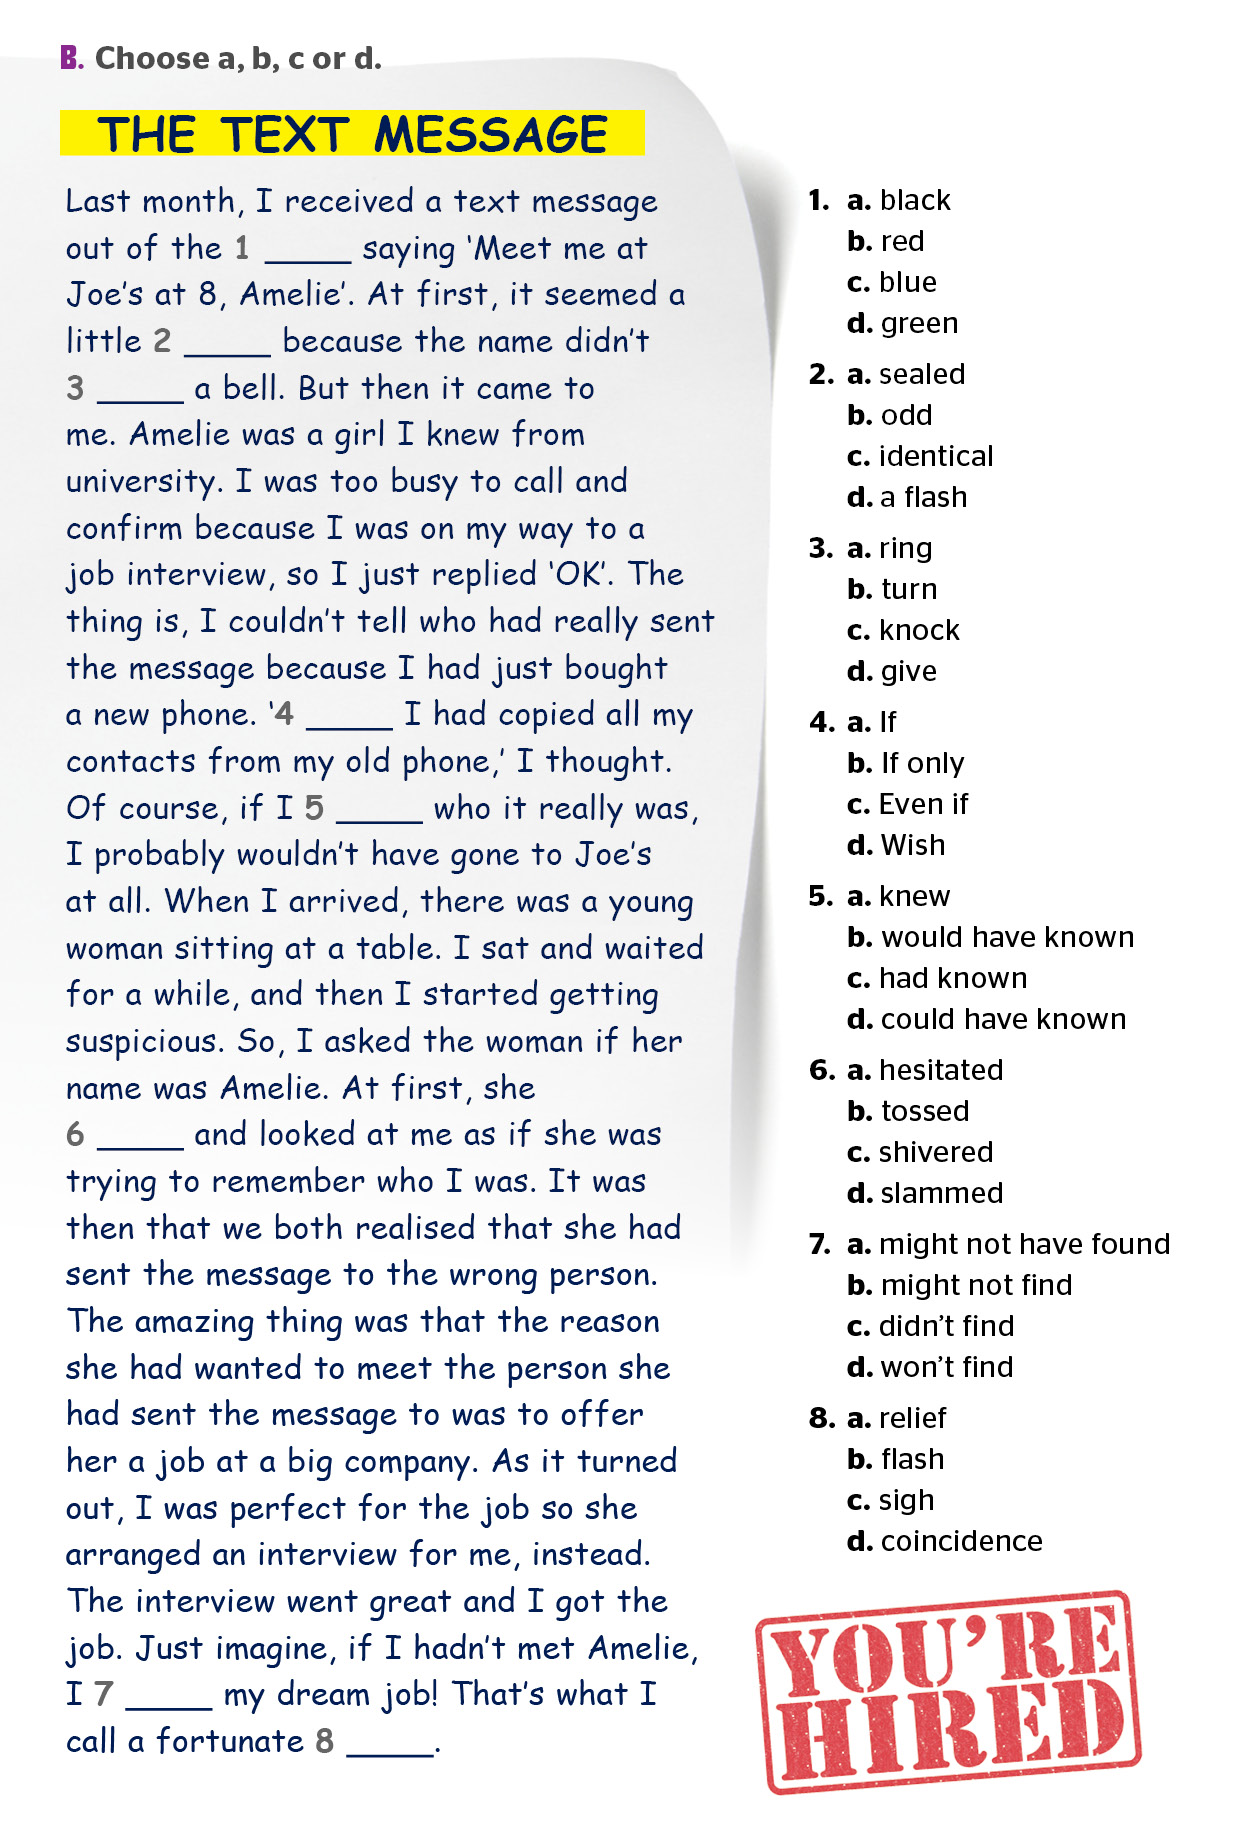 B. Choose a, b, c or d.
THE TEXT MESSAGE
Last month, I received a text message
out of the 1 _____ saying ‘Meet me at
Joe’s at 8, Amelie’. At first, it seemed a
little 2 _____ because the name didn’t
3 _____ a bell. But then it came to
me. Amelie was a girl I knew from
university. I was too busy to call and
confirm because I was on my way to a
job interview, so I just replied ‘OK’. The
thing is, I couldn’t tell who had really sent
the message because I had just bought
a new phone. ‘4 _____ I had copied all my
contacts from my old phone,’ I thought.
Of course, if I 5 _____ who it really was,
I probably wouldn’t have gone to Joe’s
at all. When I arrived, there was a young
woman sitting at a table. I sat and waited
for a while, and then I started getting
suspicious. So, I asked the woman if her
name was Amelie. At first, she
6 _____ and looked at me as if she was
trying to remember who I was. It was
then that we both realised that she had
sent the message to the wrong person.
The amazing thing was that the reason
she had wanted to meet the person she
had sent the message to was to offer
her a job at a big company. As it turned
out, I was perfect for the job so she
arranged an interview for me, instead.
The interview went great and I got the
job. Just imagine, if I hadn’t met Amelie,
I 7 _____ my dream job! That’s what I
call a fortunate 8 _____.
1. a. black
b. red
c. blue
d. green
2. a. sealed
b. odd
c. identical
d. a flash
3. a. ring
b. turn
c. knock
d. give
4. a. If
b. If only
c. Even if
d. Wish
5. a. knew
b. would have known
c. had known
d. could have known
6. a. hesitated
b. tossed
c. shivered
d. slammed
7. a. might not have found
b. might not find
c. didn’t find
d. won’t find
8. a. relief
b. flash
c. sigh
d. coincidence
YOU’RE
HIRED